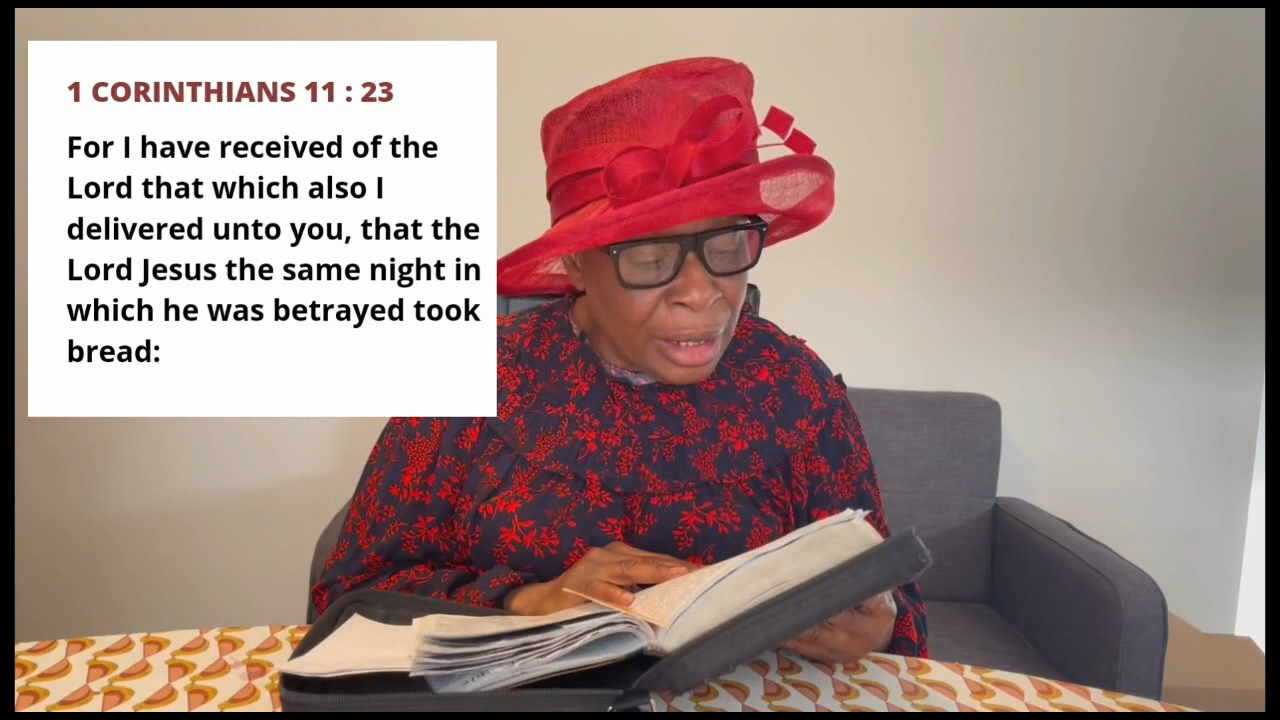 1 CORINTHIANS 11 : 23
For I have received of the
Lord that which also I
delivered unto you, that the
Lord Jesus the same night in
which he was betrayed took
bread: